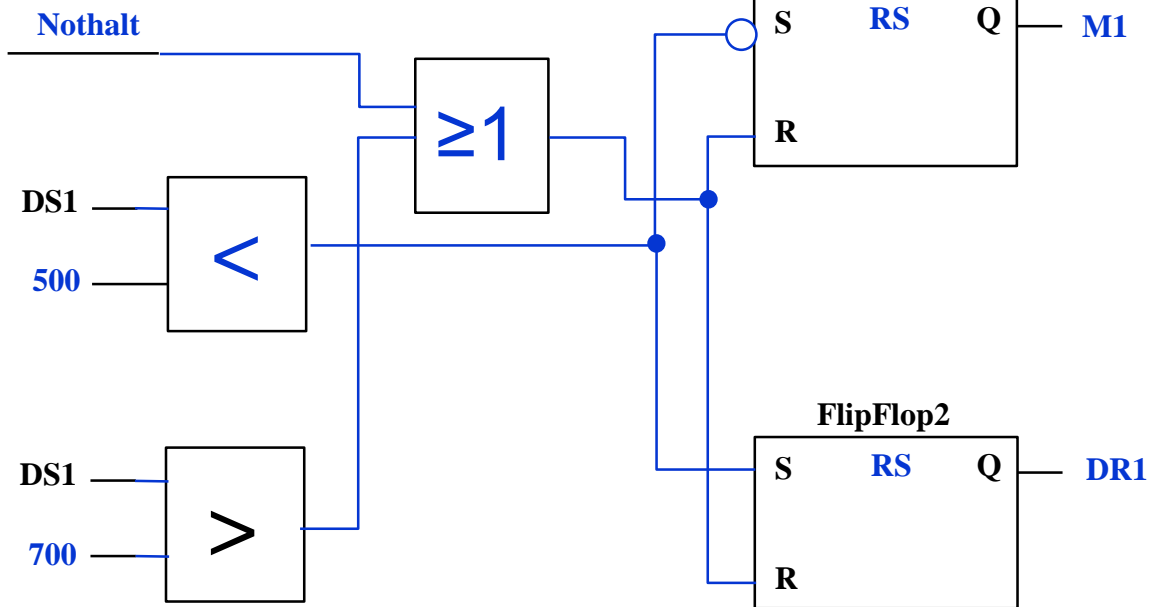 Nothalt
S RS Q M1
≥1
R
DS1
<
500
FlipFlop2
DS1
S RS Q DR1
>
700
R